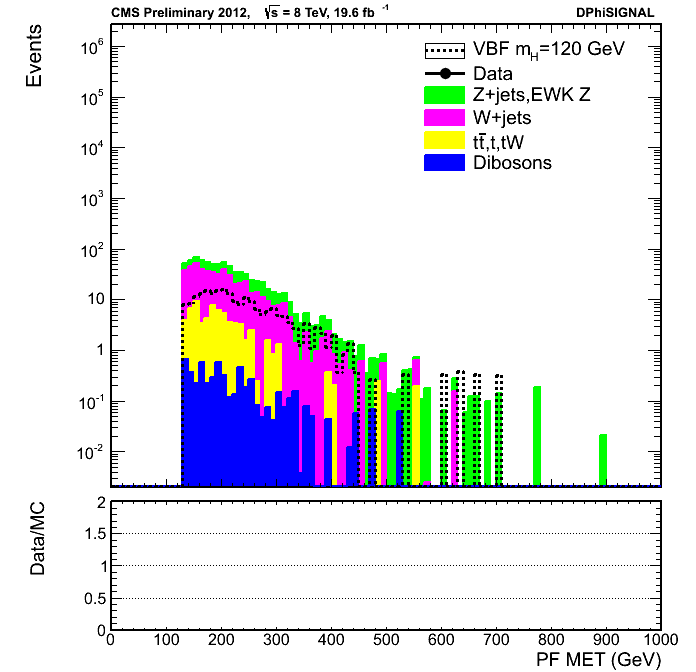 CMS Preliminary 2012, √s = 8 TeV, 19.6 fb⁻¹ DPhiSIGNAL
Events
VBF m_H=120 GeV
Data
Z+jets,EWK Z
W+jets
tt̅,t,tW
Dibosons
10⁶
10⁵
10⁴
10³
10²
10
1
10⁻¹
10⁻²
Data/MC
2
1.5
1
0.5
0
0 100 200 300 400 500 600 700 800 900 1000
PF MET (GeV)